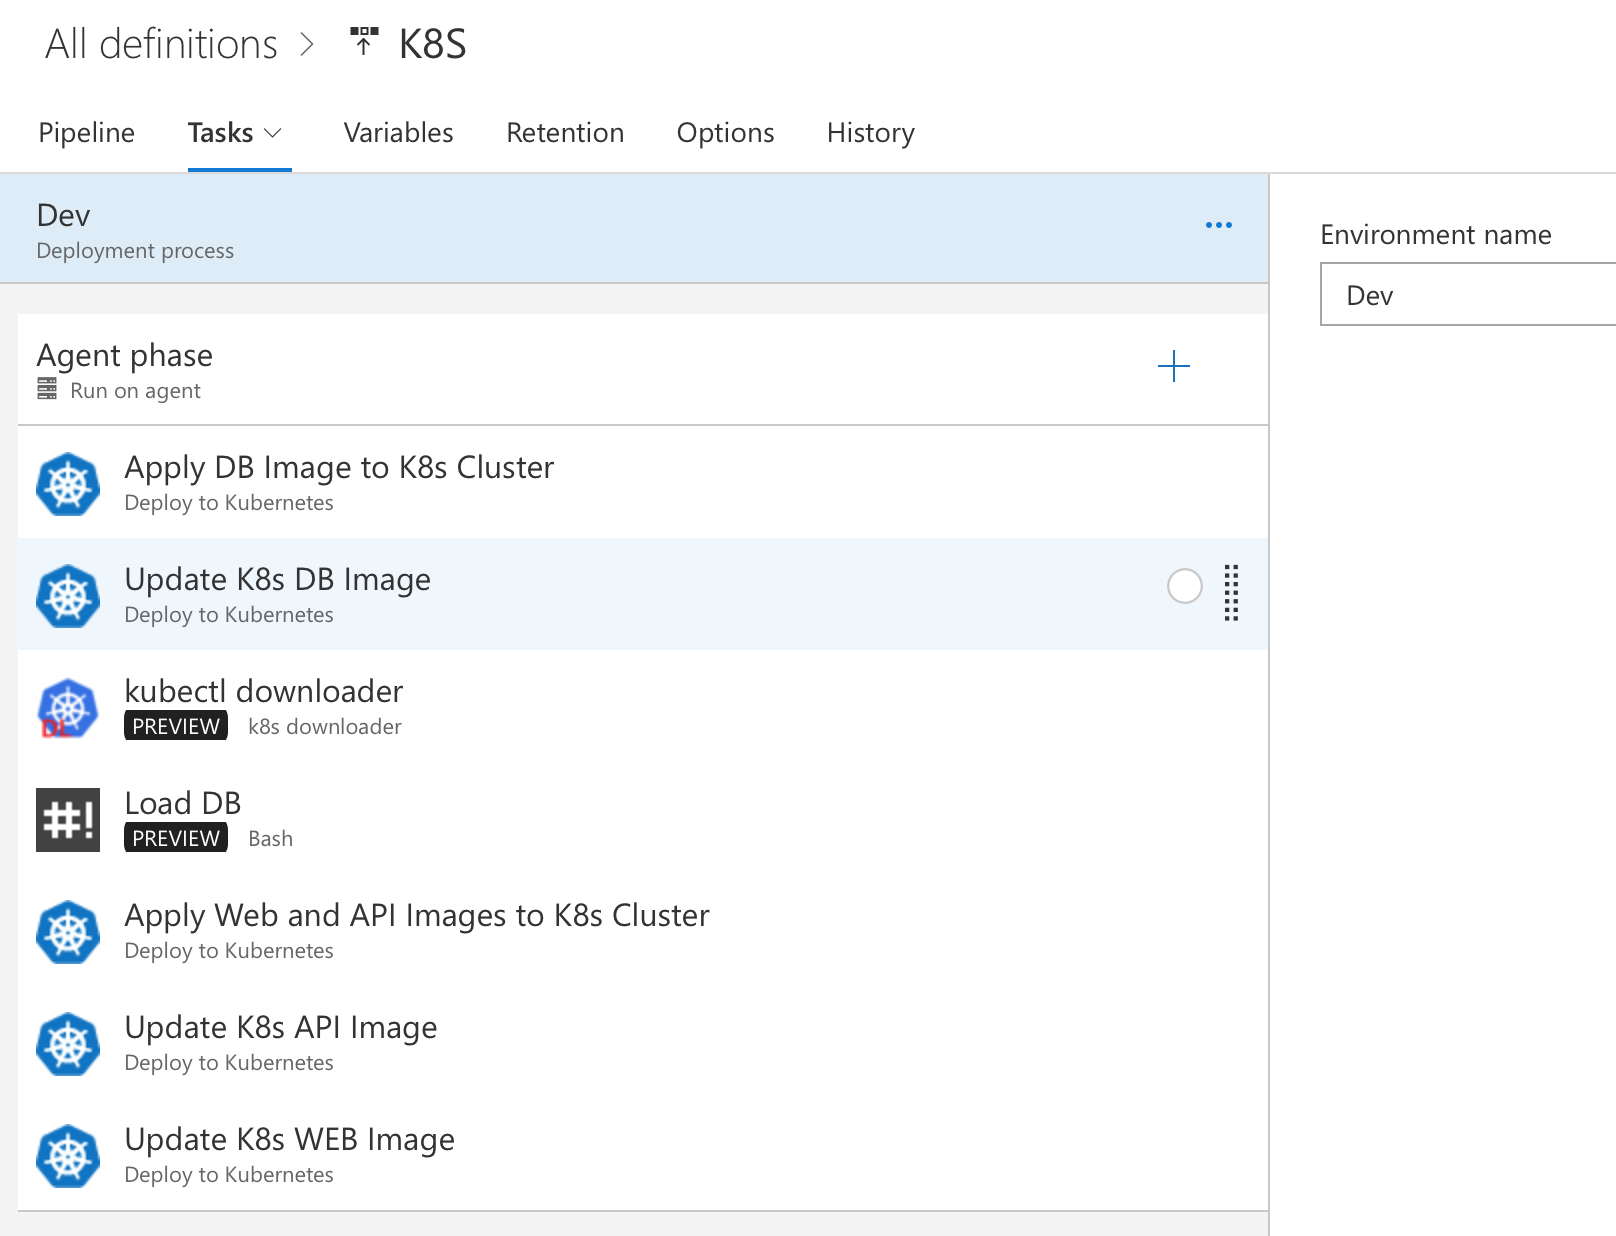 All definitions > K8S
Pipeline Tasks Variables Retention Options History
Dev
Deployment process
Environment name
Dev
Agent phase
Run on agent
Apply DB Image to K8s Cluster
Deploy to Kubernetes
Update K8s DB Image
Deploy to Kubernetes
kubectl downloader
DL
PREVIEW k8s downloader
Load DB
#!
PREVIEW Bash
Apply Web and API Images to K8s Cluster
Deploy to Kubernetes
Update K8s API Image
Deploy to Kubernetes
Update K8s WEB Image
Deploy to Kubernetes